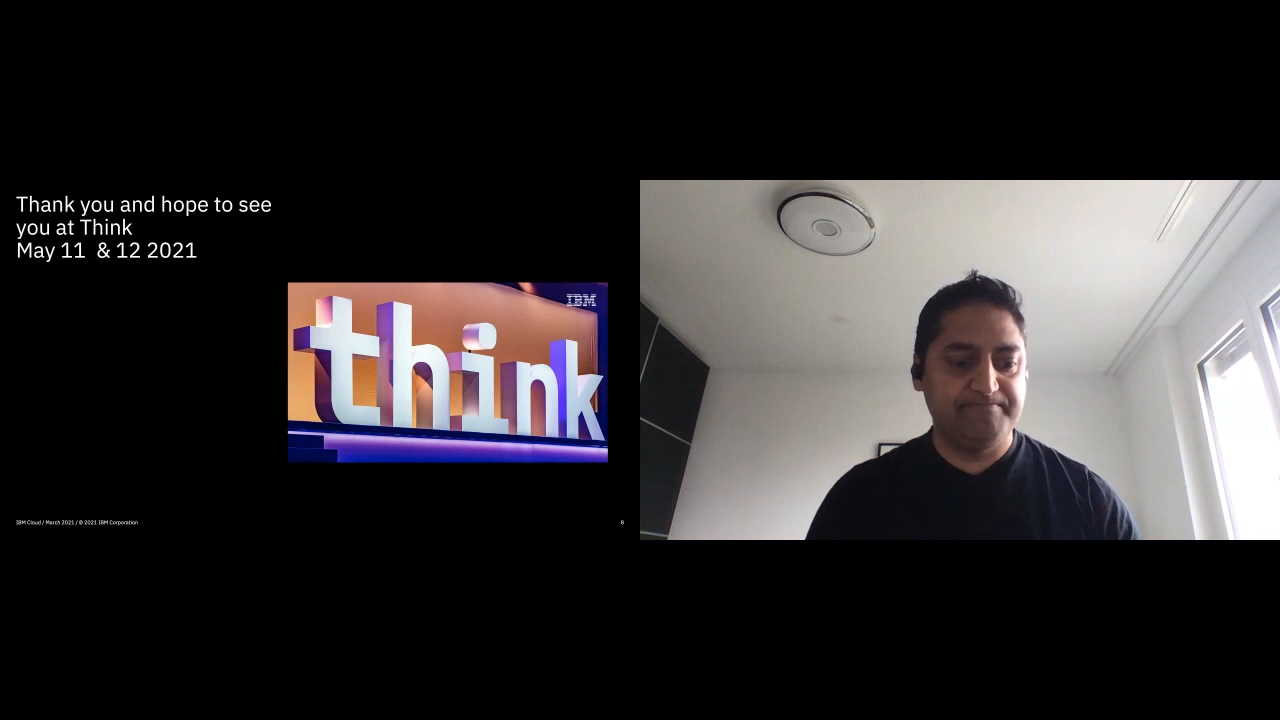 Thank you and hope to see
you at Think
May 11  & 12 2021
IBM
think
IBM Cloud / March 2021 / © 2021 IBM Corporation
8